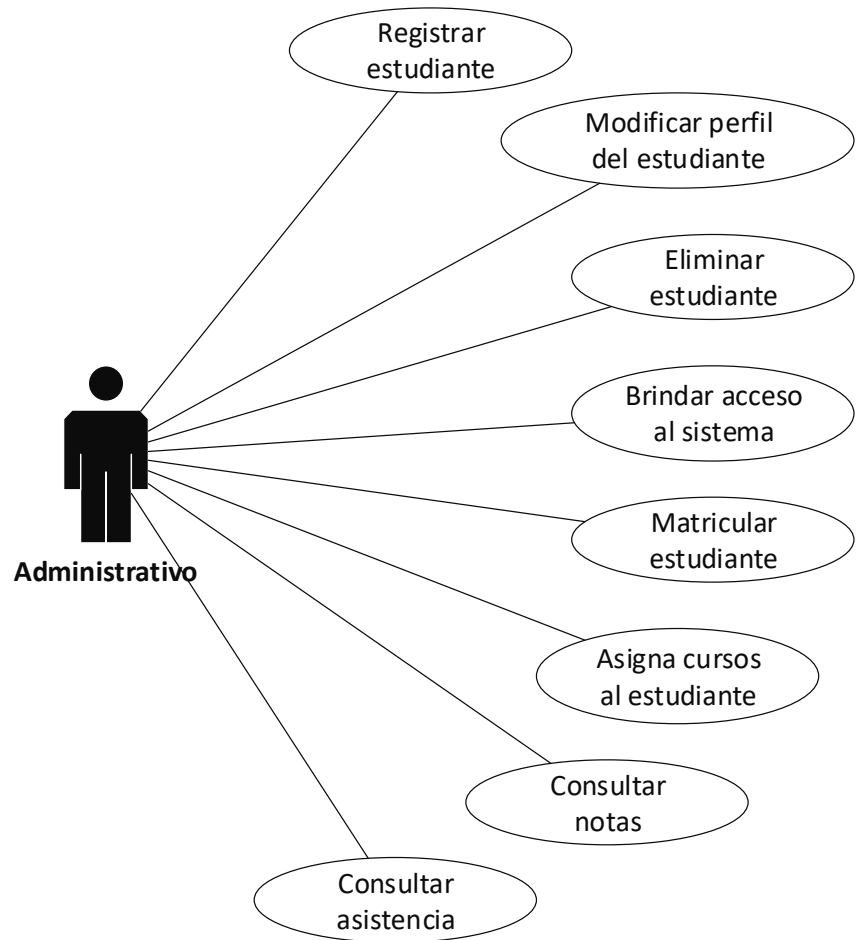 Registrar
estudiante
Modificar perfil
del estudiante
Eliminar
estudiante
Brindar acceso
al sistema
Matricular
estudiante
Administrativo
Asigna cursos
al estudiante
Consultar
notas
Consultar
asistencia